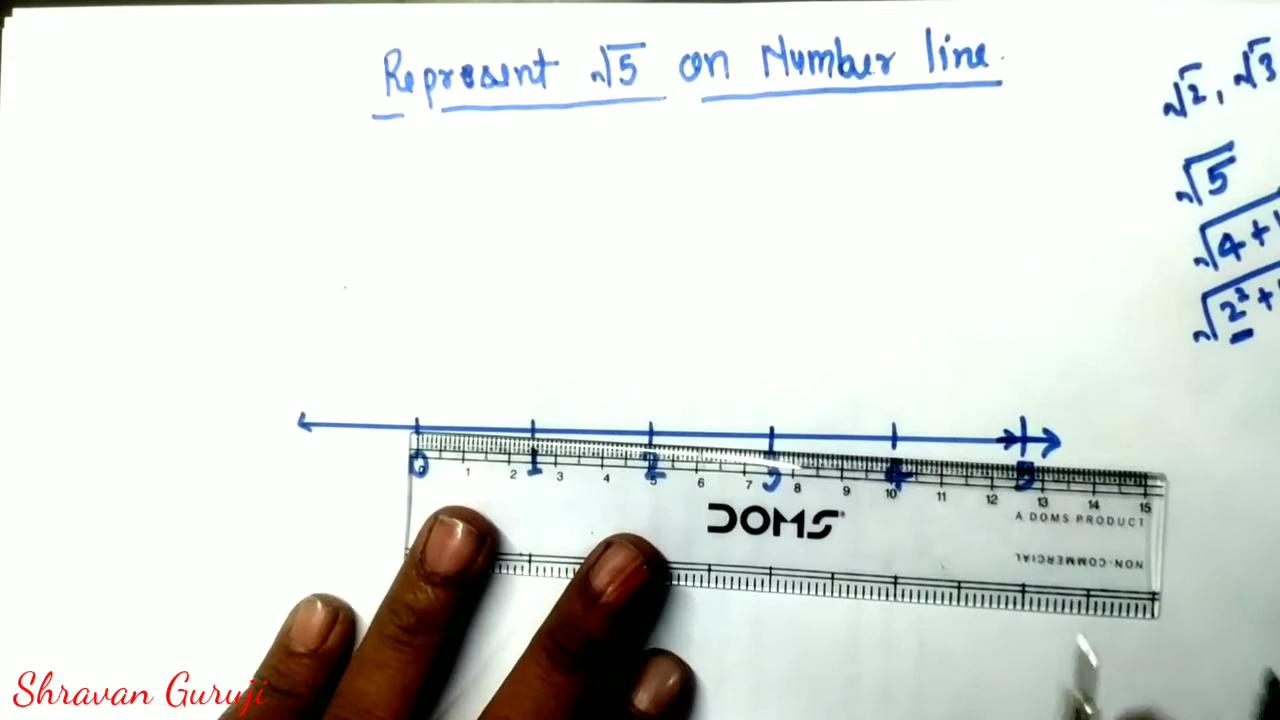 Represent √5 on Number line.
√2, √3
√5
√4+1
√2²+
0 1 2 3 4 5
0 1 2 3 4 5 6 7 8 9 10 11 12 13 14 15
DOMS
A DOMS PRODUCT
NON-COMMERCIAL
Shravan Guruji